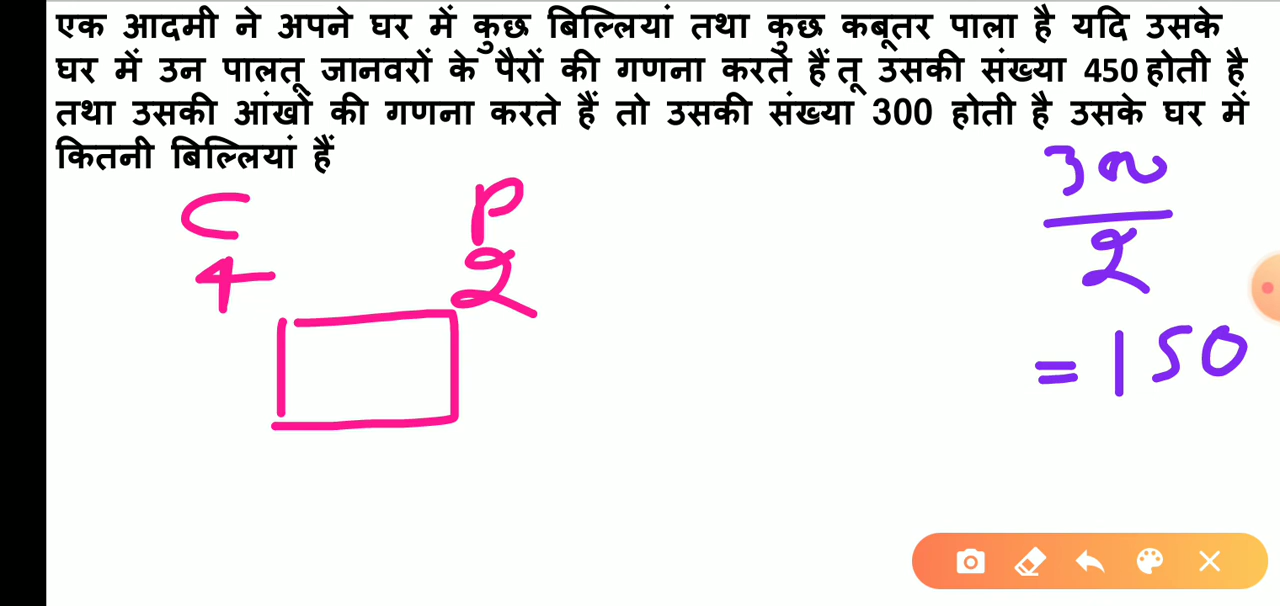 एक आदमी ने अपने घर में कुछ बिल्लियां तथा कुछ कबूतर पाला है यदि उसके
घर में उन पालतू जानवरों के पैरों की गणना करते हैं तू उसकी संख्या 450 होती है
तथा उसकी आंखों की गणना करते हैं तो उसकी संख्या 300 होती है उसके घर में
कितनी बिल्लियां हैं
C P
4 2
300
2
= 150